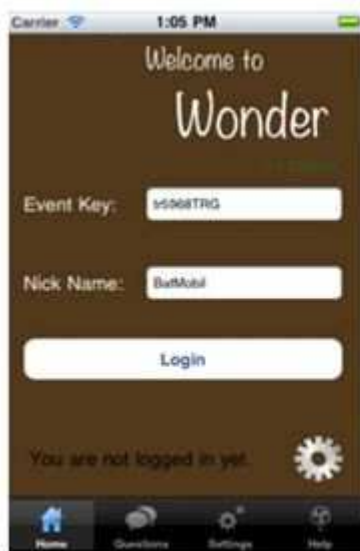 Carrier 1:05 PM
Welcome to
Wonder
Event Key:
Nick Name: BatMobil
Login
You are not logged in yet.
Home Questions Settings Help